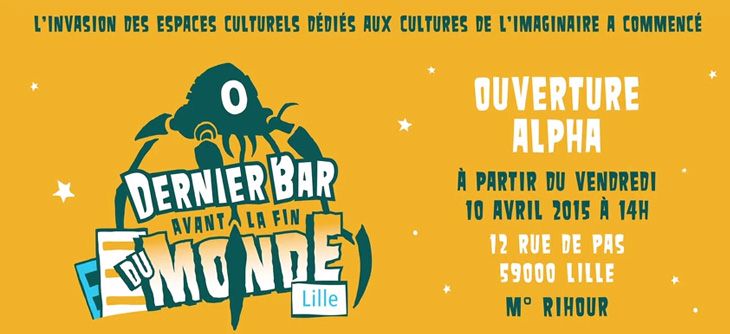 L'INVASION DES ESPACES CULTURELS DÉDIÉS AUX CULTURES DE L'IMAGINAIRE A COMMENCÉ
O
DERNIER BAR
AVANT LA FIN
DU MONDE
Lille
OUVERTURE
ALPHA
À PARTIR DU VENDREDI
10 AVRIL 2015 À 14H
12 RUE DE PAS
59000 LILLE
M° RIHOUR